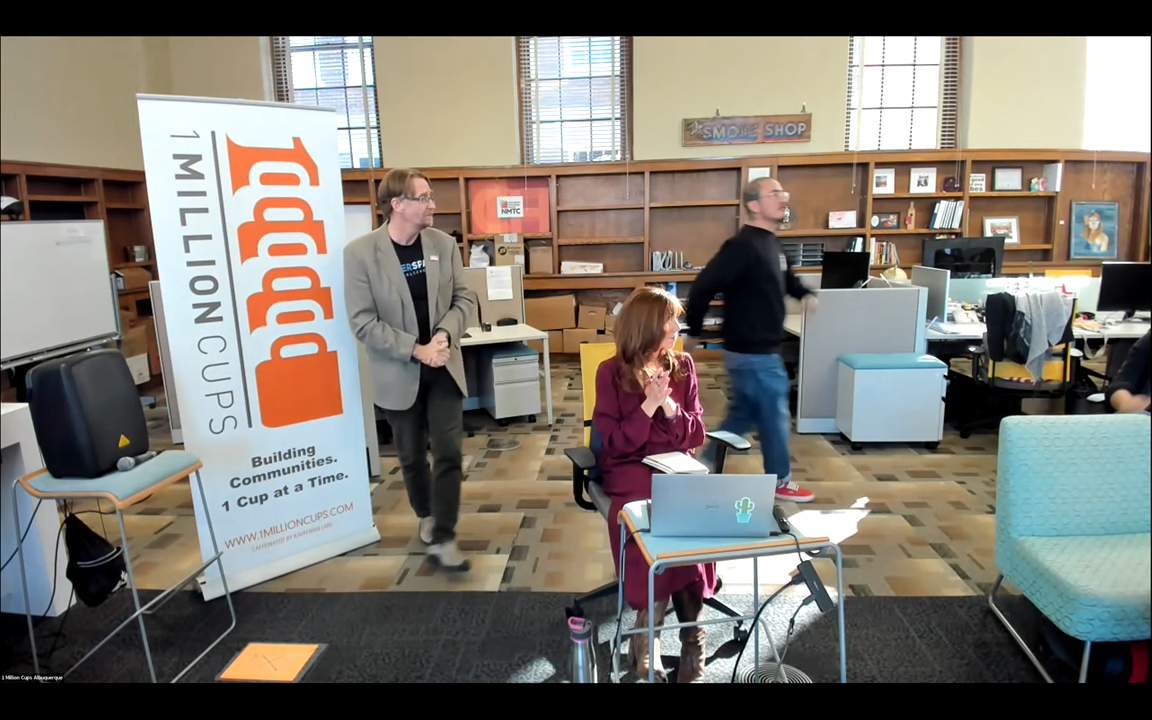 1 MILLION CUPS
Building
Communities.
1 Cup at a Time.
WWW.1MILLIONCUPS.COM
The SMOKE SHOP
NMTC
1 Million Cups Albuquerque